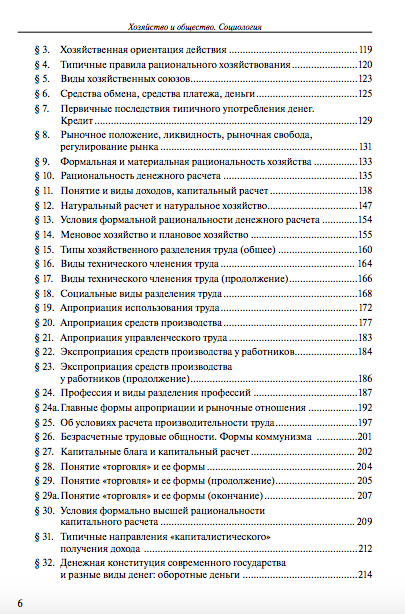 Хозяйство и общество. Социология
§ 3. Хозяйственная ориентация действия 119
§ 4. Типичные правила рационального хозяйствования 120
§ 5. Виды хозяйственных союзов 123
§ 6. Средства обмена, средства платежа, деньги 125
§ 7. Первичные последствия типичного употребления денег.
Кредит 129
§ 8. Рыночное положение, ликвидность, рыночная свобода,
регулирование рынка 131
§ 9. Формальная и материальная рациональность хозяйства 133
§ 10. Рациональность денежного расчета 135
§ 11. Понятие и виды доходов, капитальный расчет 138
§ 12. Натуральный расчет и натуральное хозяйство 147
§ 13. Условия формальной рациональности денежного расчета 154
§ 14. Меновое хозяйство и плановое хозяйство 155
§ 15. Типы хозяйственного разделения труда (общее) 160
§ 16. Виды технического членения труда 164
§ 17. Виды технического членения труда (продолжение) 166
§ 18. Социальные виды разделения труда 168
§ 19. Апроприация использования труда 172
§ 20. Апроприация средств производства 177
§ 21. Апроприация управленческого труда 183
§ 22. Экспроприация средств производства у работников 184
§ 23. Экспроприация средств производства
у работников (продолжение) 186
§ 24. Профессия и виды разделения профессий 187
§ 24a. Главные формы апроприации и рыночные отношения 192
§ 25. Об условиях расчета производительности труда 197
§ 26. Безрасчетные трудовые общности. Формы коммунизма 201
§ 27. Капитальные блага и капитальный расчет 202
§ 28. Понятие «торговля» и ее формы 204
§ 29. Понятие «торговля» и ее формы (продолжение) 205
§ 29a. Понятие «торговля» и ее формы (окончание) 207
§ 30. Условия формально высшей рациональности
капитального расчета 209
§ 31. Типичные направления «капиталистического»
получения дохода 212
§ 32. Денежная конституция современного государства
и разные виды денег: оборотные деньги 214
6